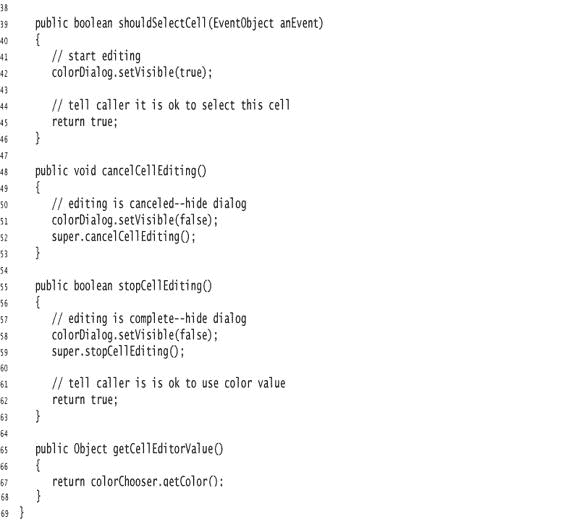 38
39 public boolean shouldSelectCell(EventObject anEvent)
40 {
41 // start editing
42 colorDialog.setVisible(true);
43
44 // tell caller it is ok to select this cell
45 return true;
46 }
47
48 public void cancelCellEditing()
49 {
50 // editing is canceled--hide dialog
51 colorDialog.setVisible(false);
52 super.cancelCellEditing();
53 }
54
55 public boolean stopCellEditing()
56 {
57 // editing is complete--hide dialog
58 colorDialog.setVisible(false);
59 super.stopCellEditing();
60
61 // tell caller is is ok to use color value
62 return true;
63 }
64
65 public Object getCellEditorValue()
66 {
67 return colorChooser.getColor();
68 }
69 }